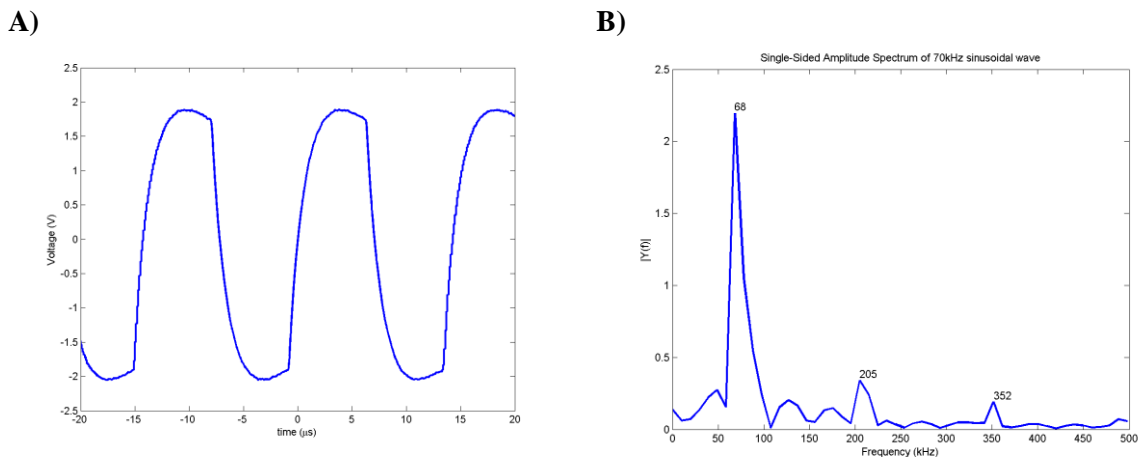 A)
B)
2.5
2
1.5
1
0.5
0
-0.5
-1
-1.5
-2
-2.5
Voltage (V)
-20 -15 -10 -5 0 5 10 15 20
time (μs)
Single-Sided Amplitude Spectrum of 70kHz sinusoidal wave
2.5
2
1.5
1
0.5
0
|Y(f)|
68
205
352
0 50 100 150 200 250 300 350 400 450 500
Frequency (kHz)